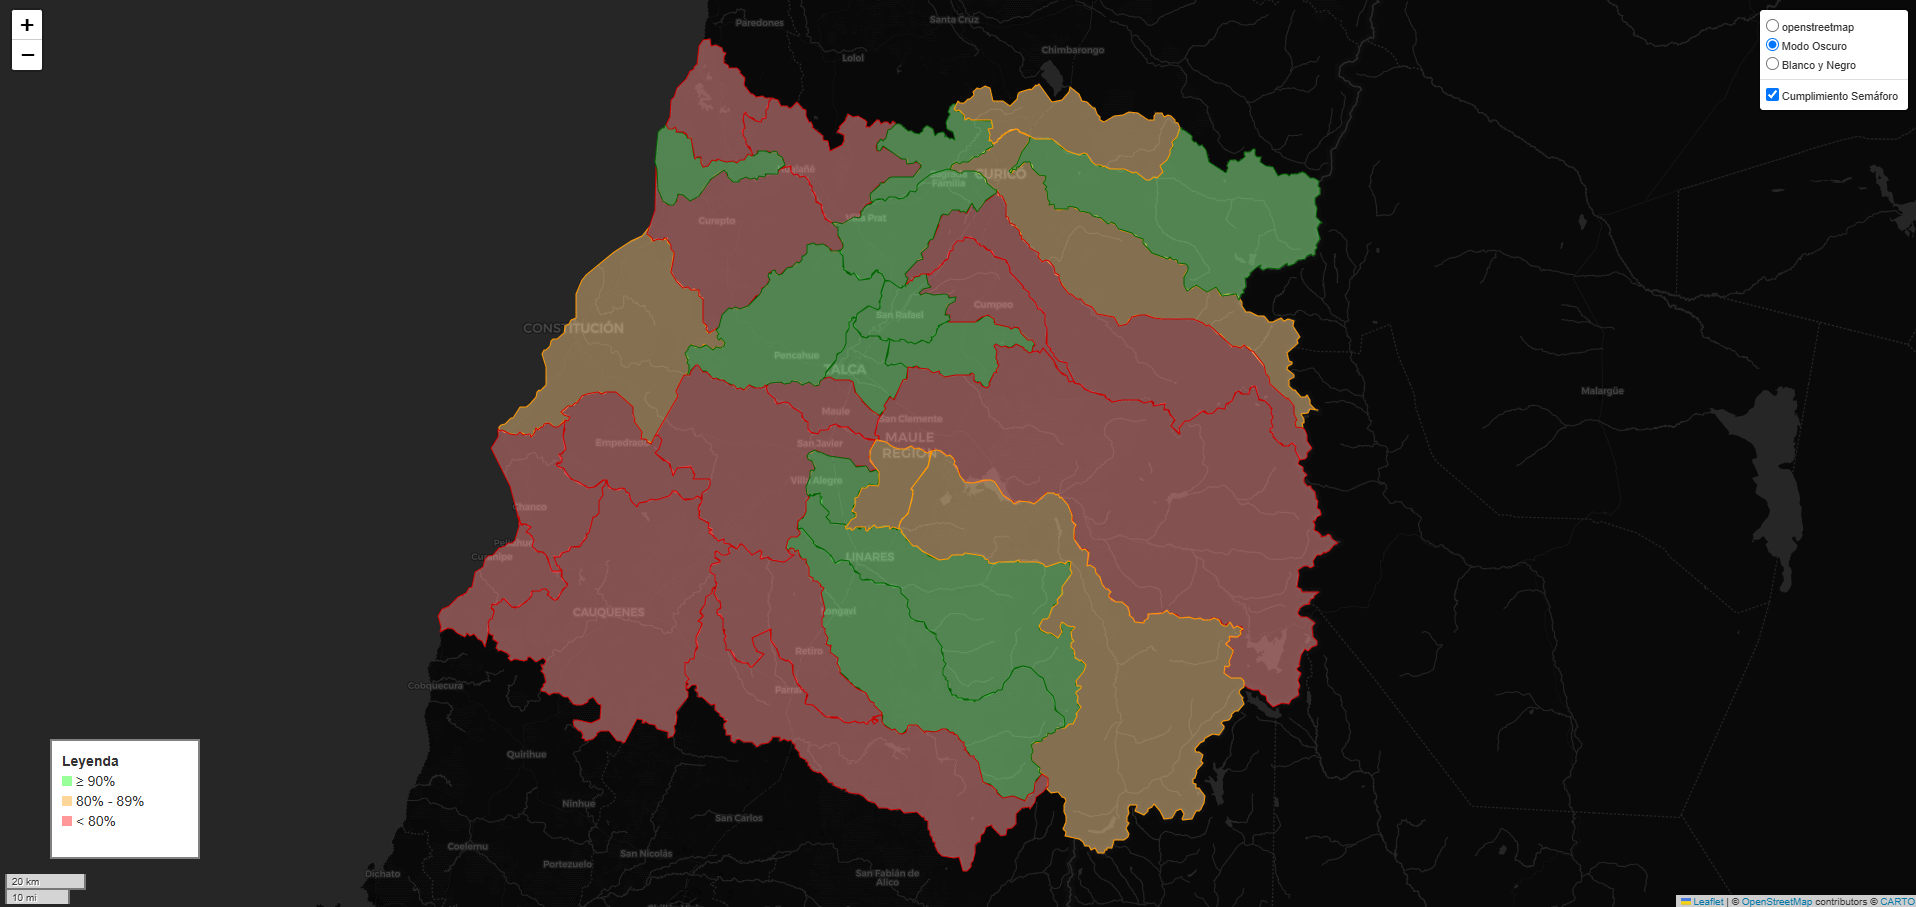 +
−
Paredones
Santa Cruz
Lolol
Chimbarongo
openstreetmap
Modo Oscuro
Blanco y Negro
Cumplimiento Semáforo
Sagrada
Familia
CURICÓ
Curepto
Villa Prat
CONSTITUCIÓN
Cumpeo
San Rafael
Pencahue
TALCA
Malargüe
Maule
San Clemente
Empedrado
San Javier
MAULE
REGION
Villa Alegre
Chanco
Pelluhue
Curanipe
LINARES
CAUQUENES
Longaví
Retiro
Cobquecura
Parral
Quirihue
Leyenda
≥ 90%
80% - 89%
< 80%
Ninhue
San Carlos
Coelemu
San Nicolás
Portezuelo
Dichato
San Fabián de
Alico
20 km
10 mi
Leaflet | © OpenStreetMap contributors © CARTO